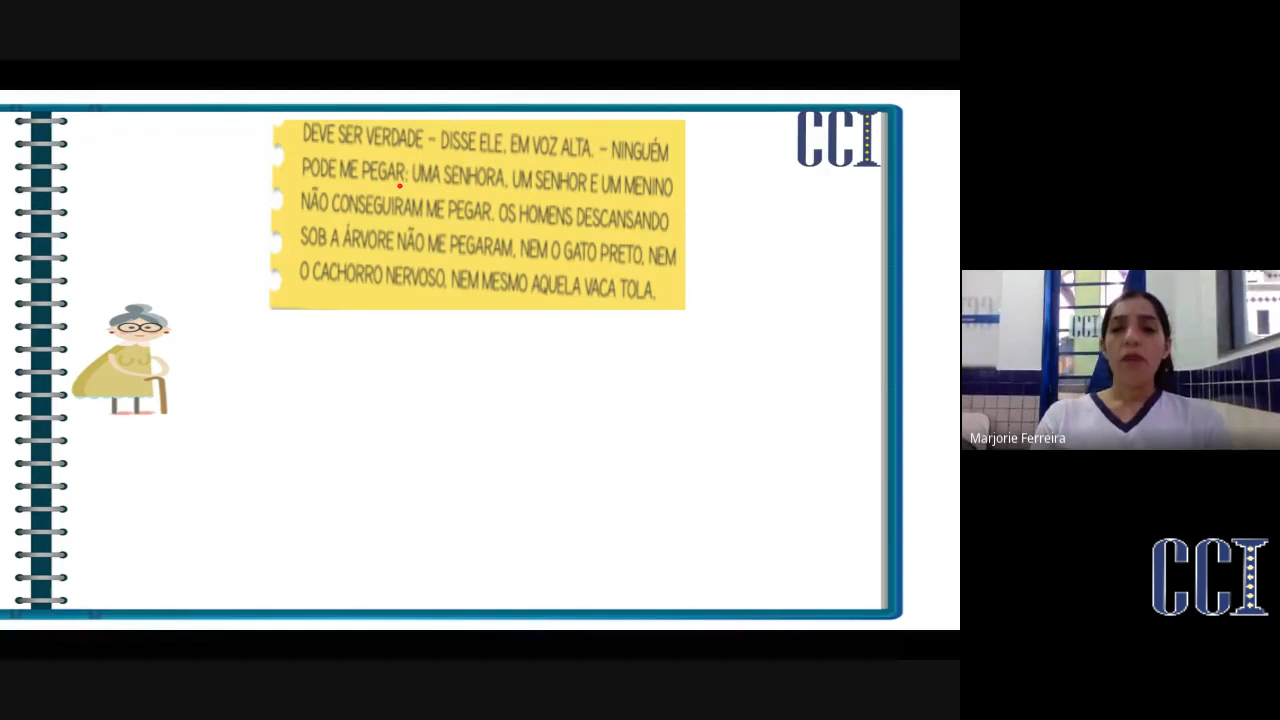 DEVE SER VERDADE - DISSE ELE, EM VOZ ALTA. - NINGUÉM
PODE ME PEGAR: UMA SENHORA, UM SENHOR E UM MENINO
NÃO CONSEGUIRAM ME PEGAR. OS HOMENS DESCANSANDO
SOB A ÁRVORE NÃO ME PEGARAM, NEM O GATO PRETO, NEM
O CACHORRO NERVOSO, NEM MESMO AQUELA VACA TOLA.
CCI
CCI
Marjorie Ferreira
CCI